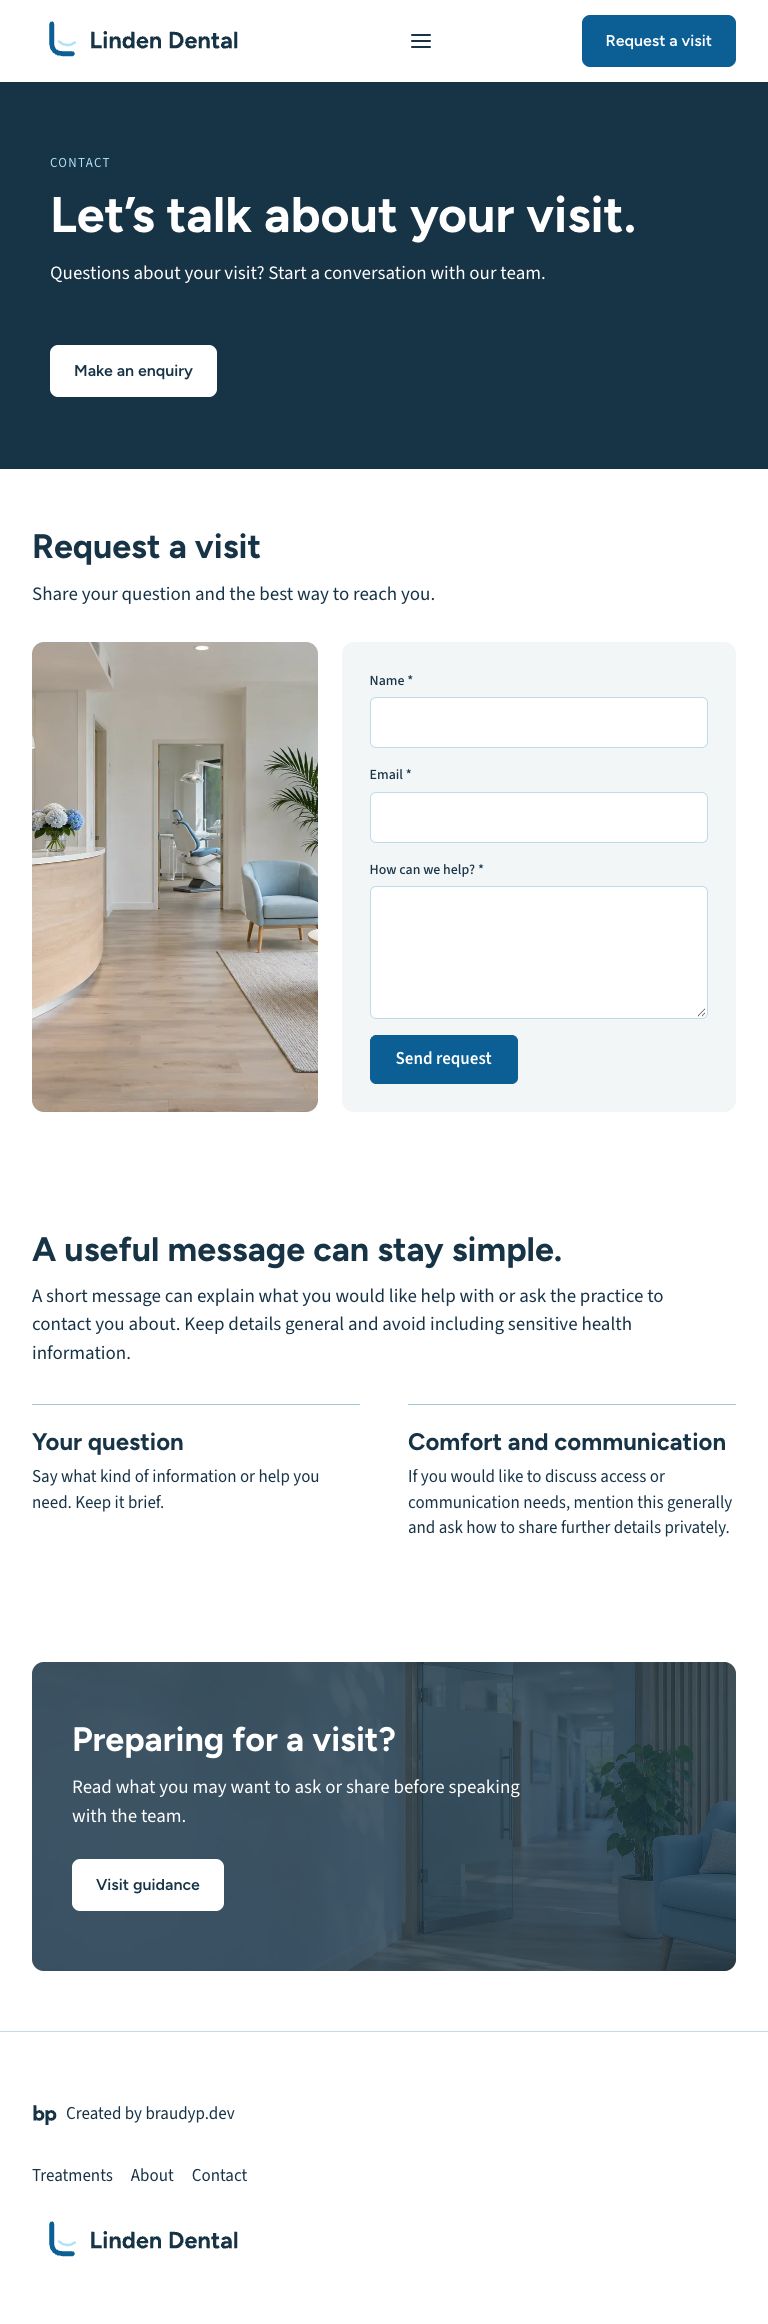 Linden Dental
Request a visit
CONTACT
Let’s talk about your visit.
Questions about your visit? Start a conversation with our team.
Make an enquiry
Request a visit
Share your question and the best way to reach you.
Name *
Email *
How can we help? *
Send request
A useful message can stay simple.
A short message can explain what you would like help with or ask the practice to
contact you about. Keep details general and avoid including sensitive health
information.
Your question
Say what kind of information or help you
need. Keep it brief.
Comfort and communication
If you would like to discuss access or
communication needs, mention this generally
and ask how to share further details privately.
Preparing for a visit?
Read what you may want to ask or share before speaking
with the team.
Visit guidance
bp Created by braudyp.dev
Treatments About Contact
Linden Dental